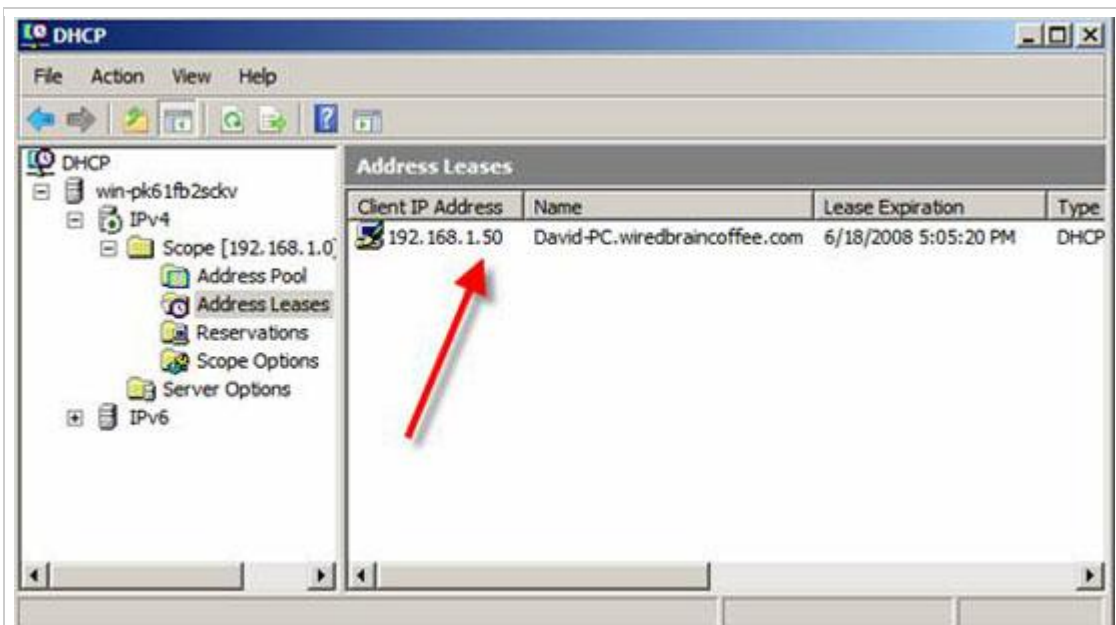 DHCP
File Action View Help
DHCP
win-pk61fb2sckv
IPv4
Scope [192.168.1.0]
Address Pool
Address Leases
Reservations
Scope Options
Server Options
IPv6
Address Leases
Client IP Address Name Lease Expiration Type
192.168.1.50 David-PC.wiredbraincoffee.com 6/18/2008 5:05:20 PM DHCP